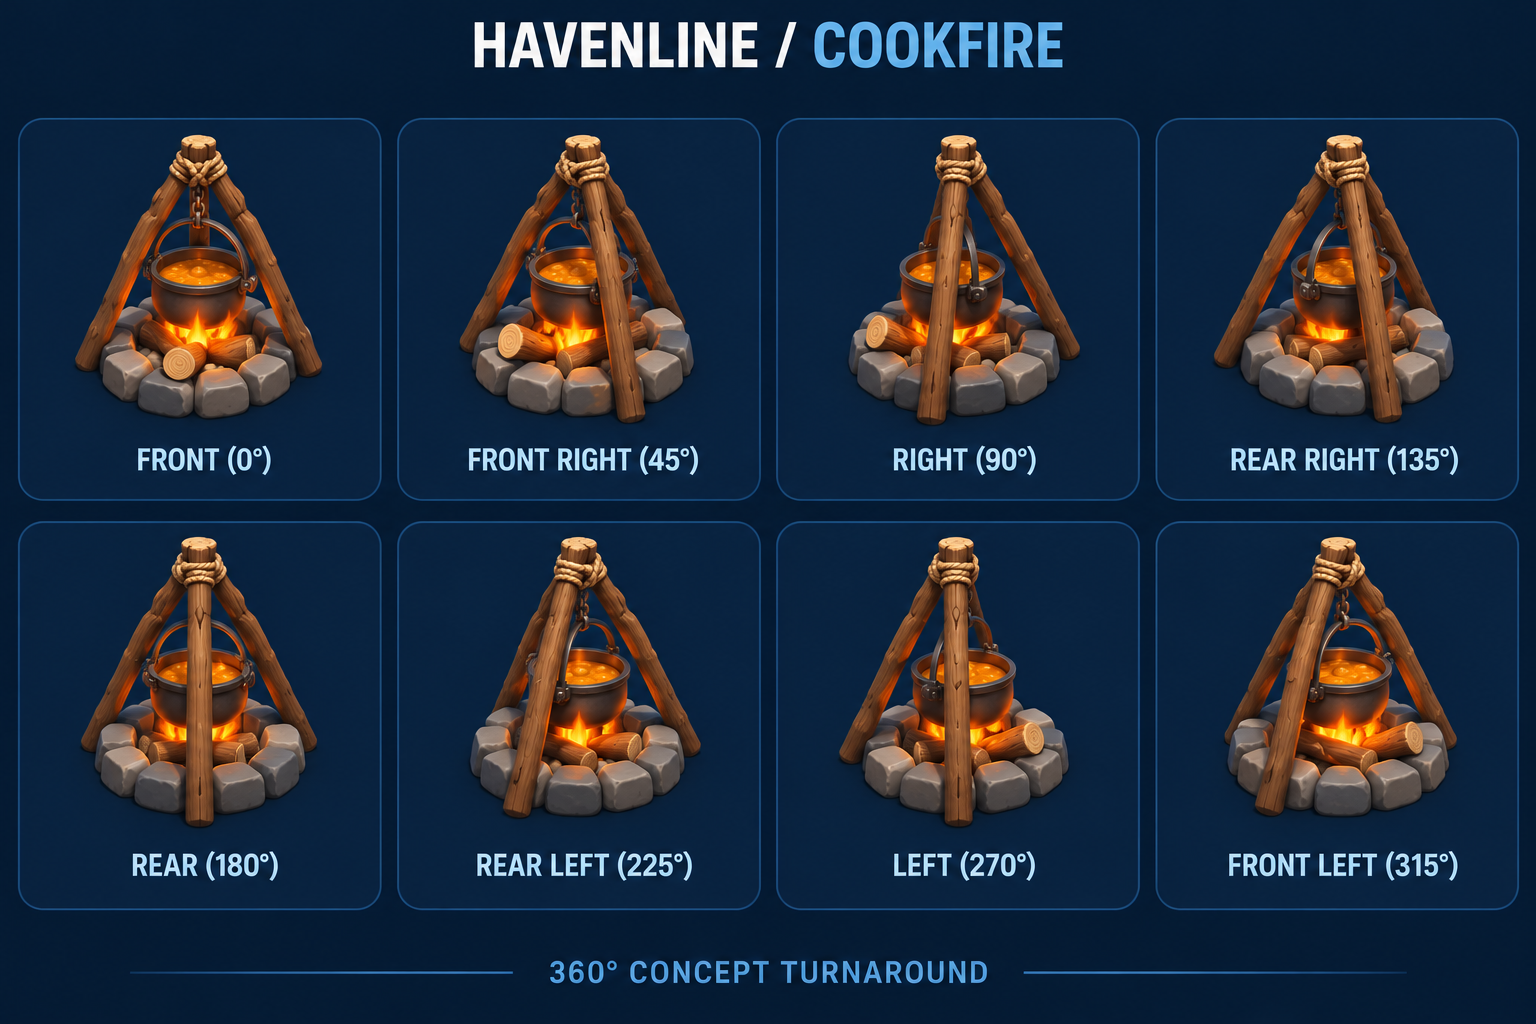 HAVENLINE / COOKFIRE
FRONT (0°)
FRONT RIGHT (45°)
RIGHT (90°)
REAR RIGHT (135°)
REAR (180°)
REAR LEFT (225°)
LEFT (270°)
FRONT LEFT (315°)
360° CONCEPT TURNAROUND